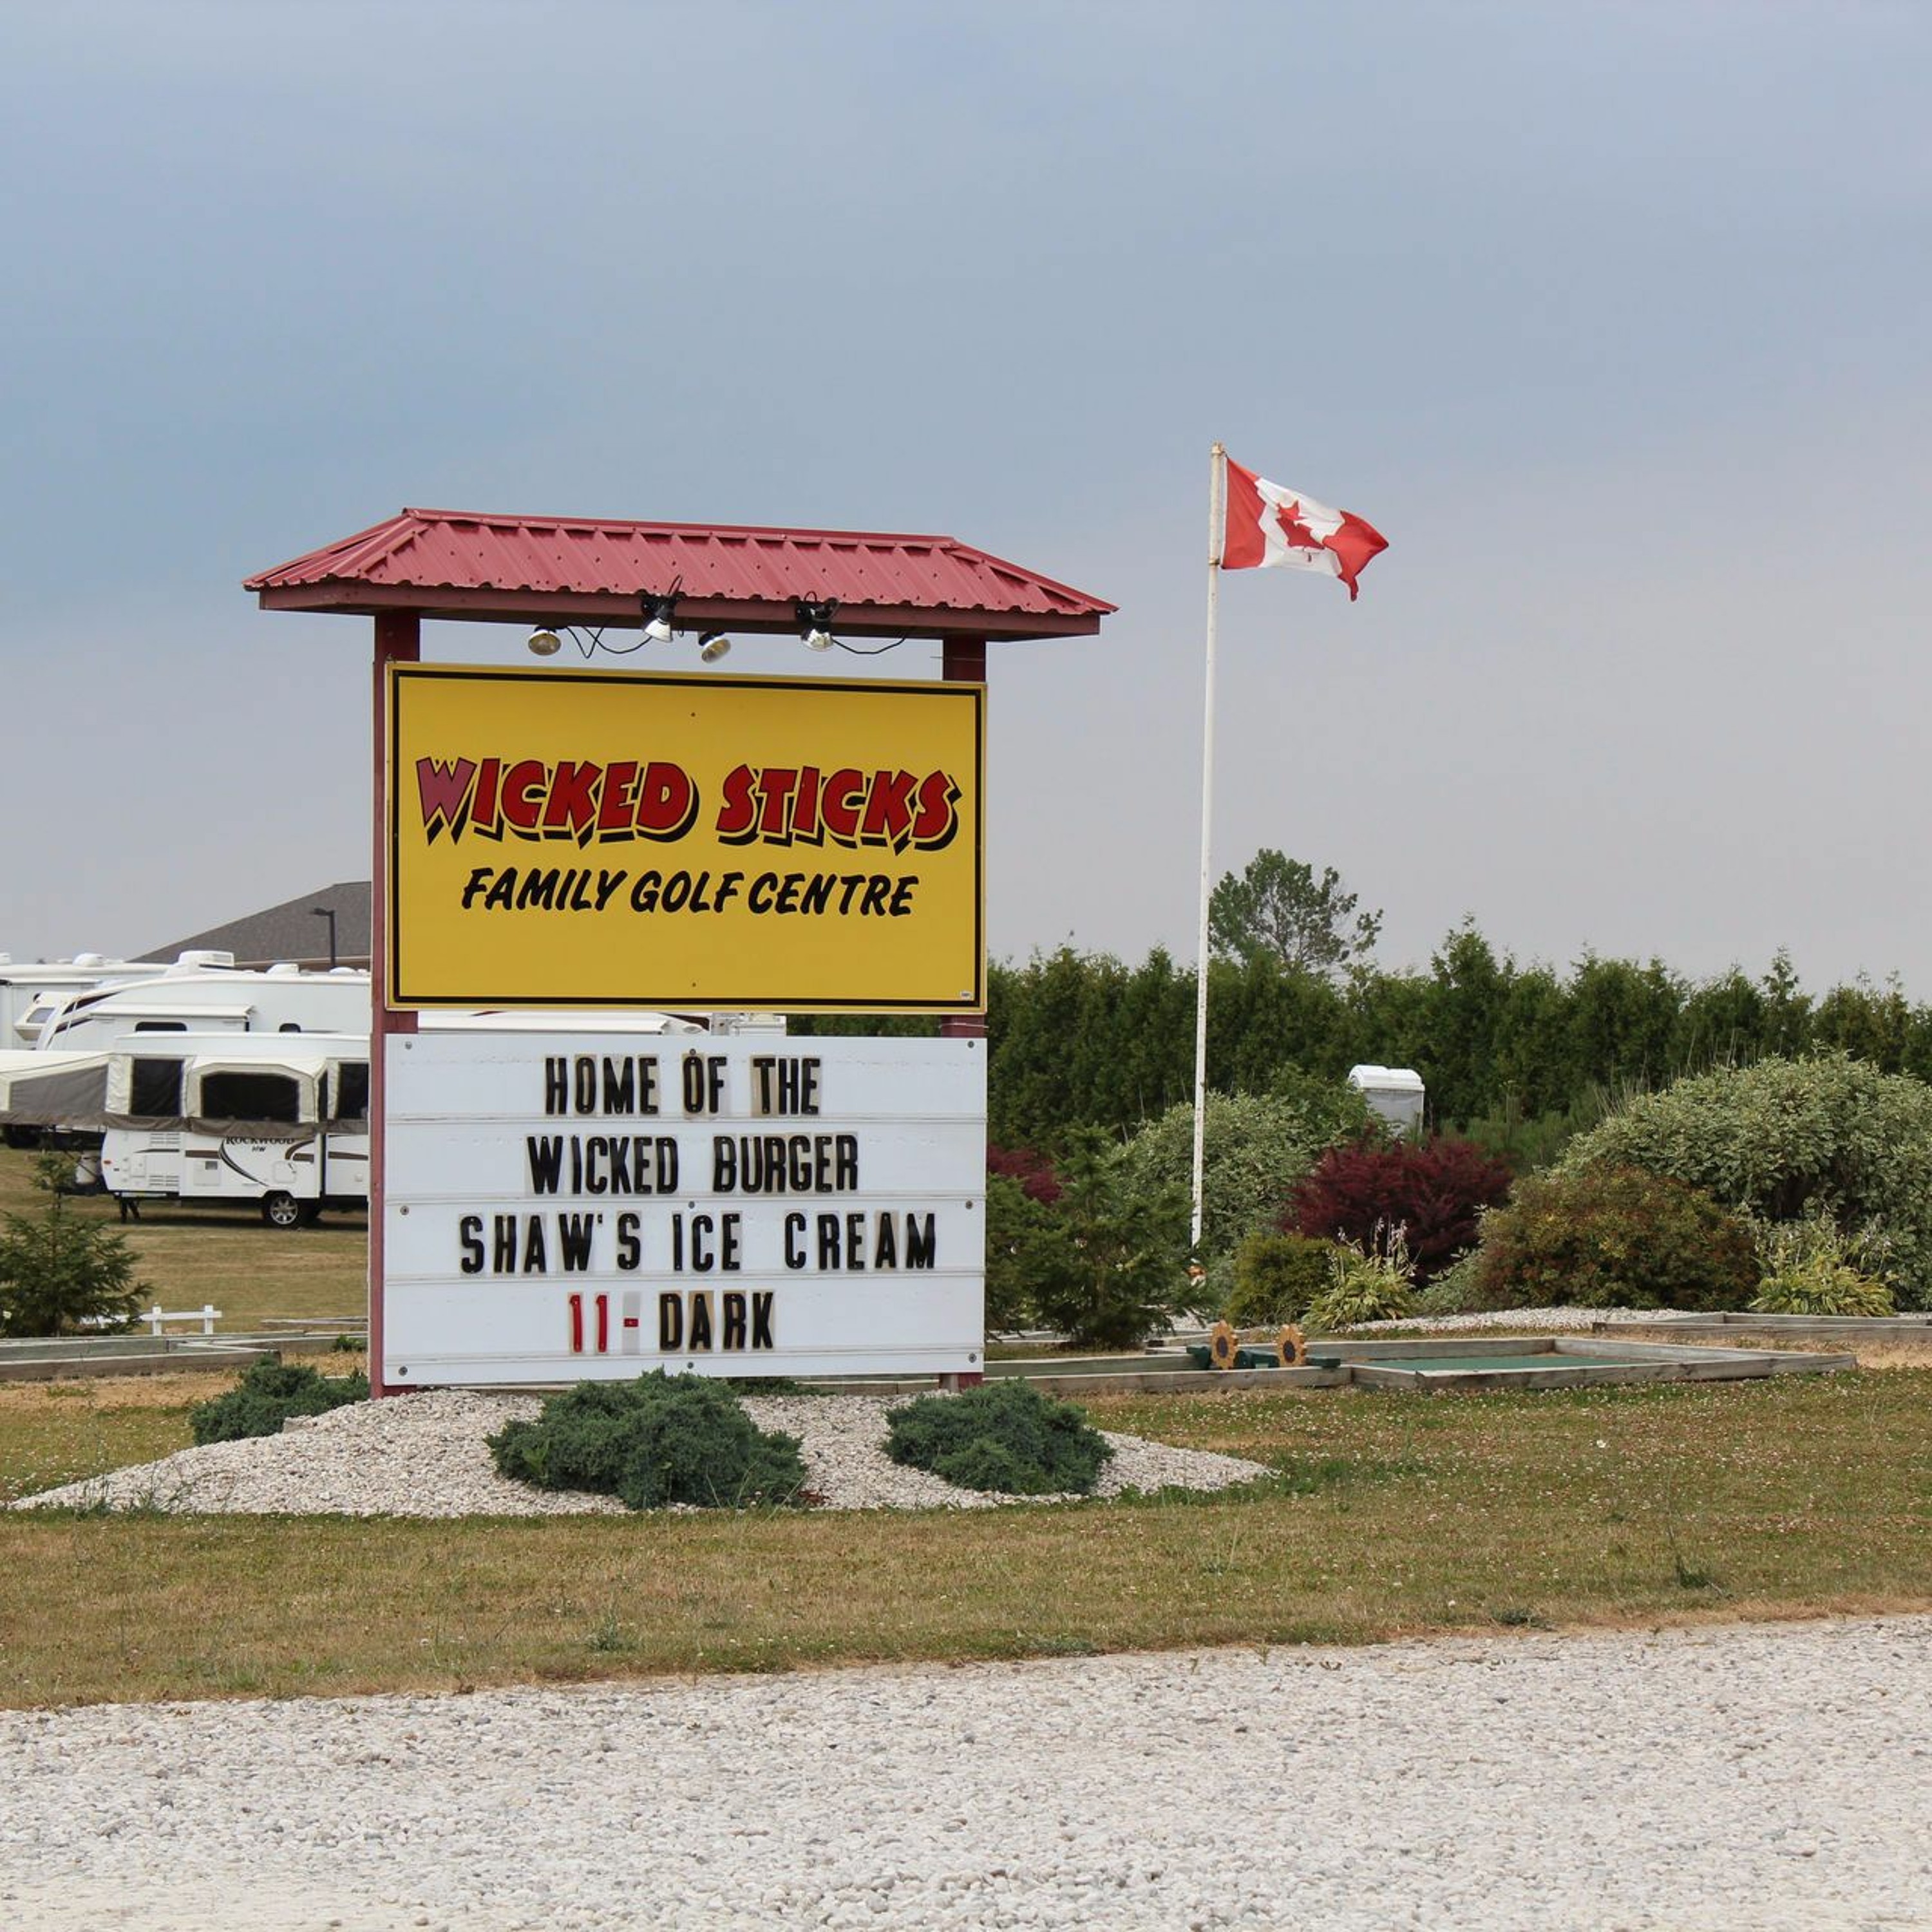 WICKED STICKS
FAMILY GOLF CENTRE
HOME OF THE
WICKED BURGER
SHAW'S ICE CREAM
11-DARK
ROCKWOOD